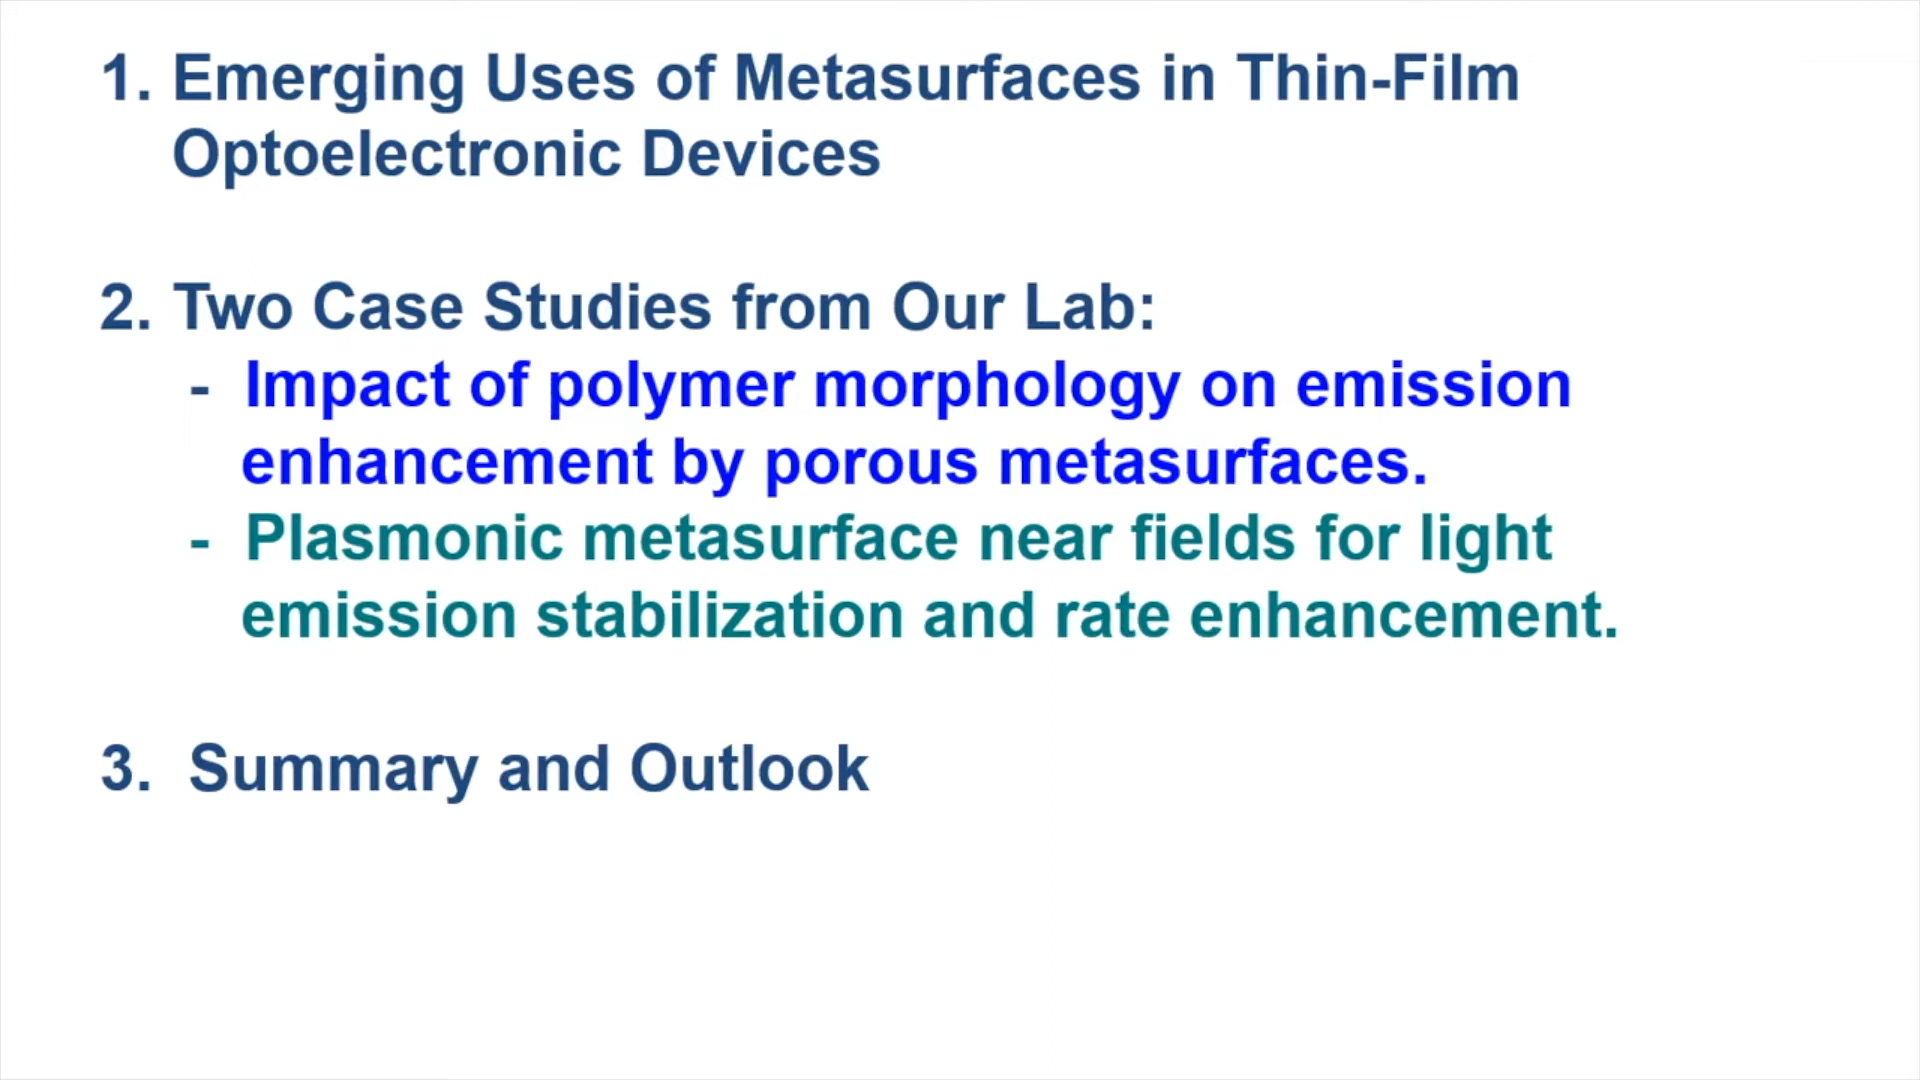 1. Emerging Uses of Metasurfaces in Thin-Film
Optoelectronic Devices
2. Two Case Studies from Our Lab:
- Impact of polymer morphology on emission
enhancement by porous metasurfaces.
- Plasmonic metasurface near fields for light
emission stabilization and rate enhancement.
3. Summary and Outlook